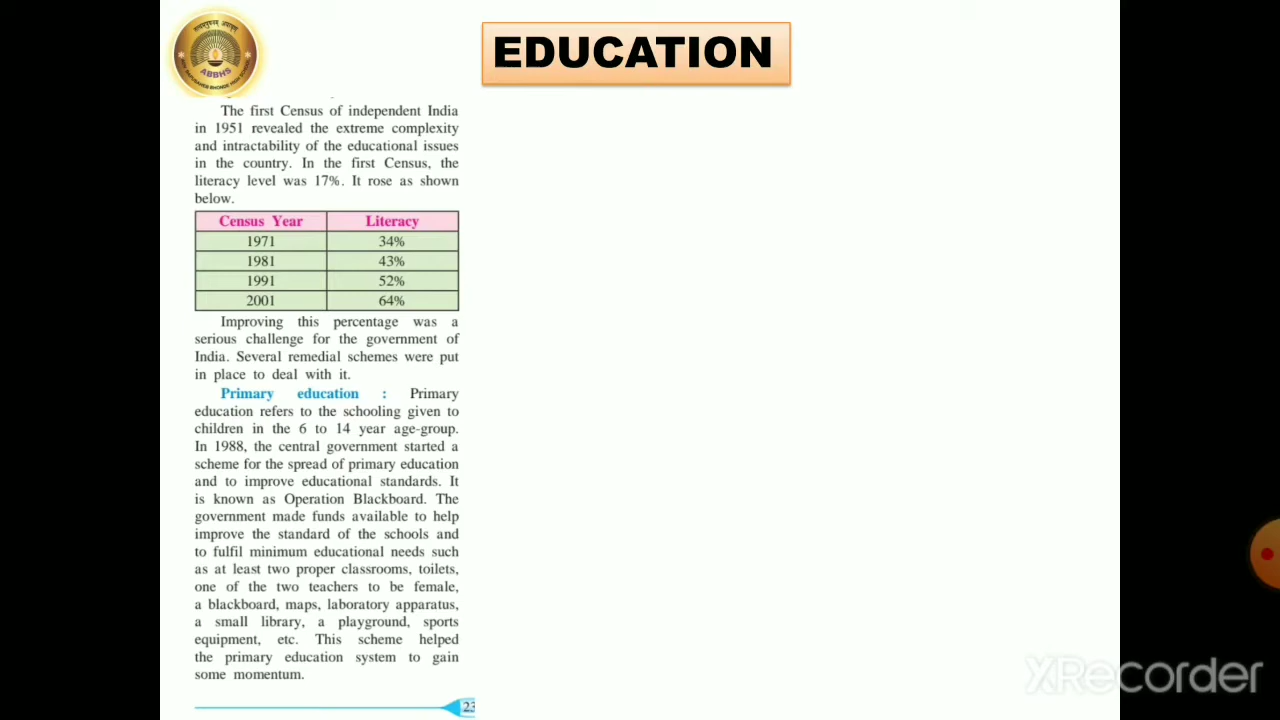 EDUCATION
ABBHS
The first Census of independent India
in 1951 revealed the extreme complexity
and intractability of the educational issues
in the country. In the first Census, the
literacy level was 17%. It rose as shown
below.
Census Year Literacy
1971 34%
1981 43%
1991 52%
2001 64%
Improving this percentage was a
serious challenge for the government of
India. Several remedial schemes were put
in place to deal with it.
Primary education : Primary
education refers to the schooling given to
children in the 6 to 14 year age-group.
In 1988, the central government started a
scheme for the spread of primary education
and to improve educational standards. It
is known as Operation Blackboard. The
government made funds available to help
improve the standard of the schools and
to fulfil minimum educational needs such
as at least two proper classrooms, toilets,
one of the two teachers to be female,
a blackboard, maps, laboratory apparatus,
a small library, a playground, sports
equipment, etc. This scheme helped
the primary education system to gain
some momentum.
XRecorder